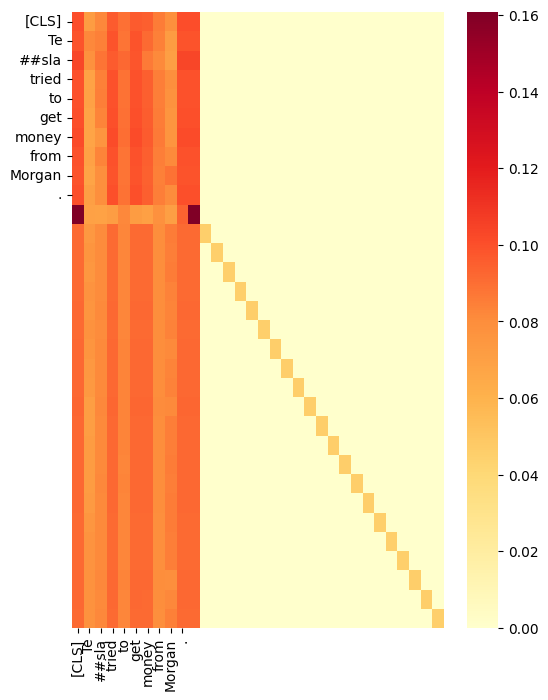 [CLS]
Te
##sla
tried
to
get
money
from
Morgan
.
0.16
0.14
0.12
0.10
0.08
0.06
0.04
0.02
0.00
[CLS]
Te
##sla
tried
to
get
money
from
Morgan
.